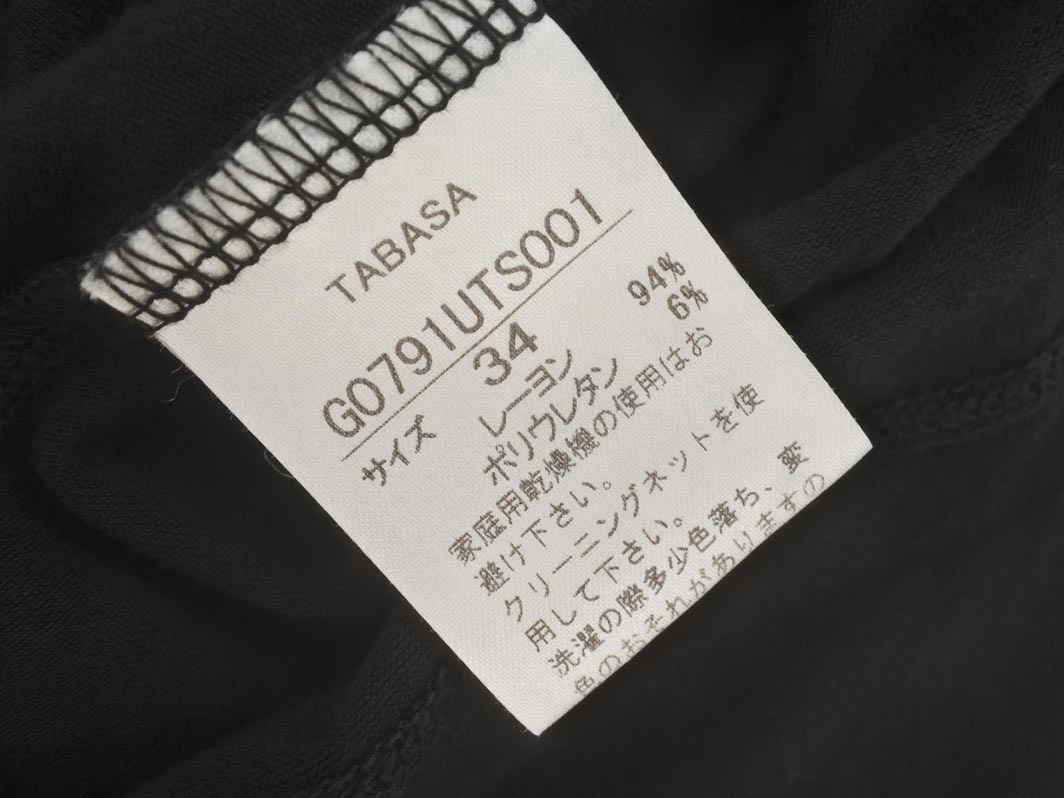 TABASA
G0791UTS001
サイズ 34
レーヨン 94%
ポリウレタン 6%
家庭用乾燥機の使用はお
避け下さい。
クリーニングネットを使
用して下さい。
洗濯の際多少色落ち、変
色のおそれがありますの